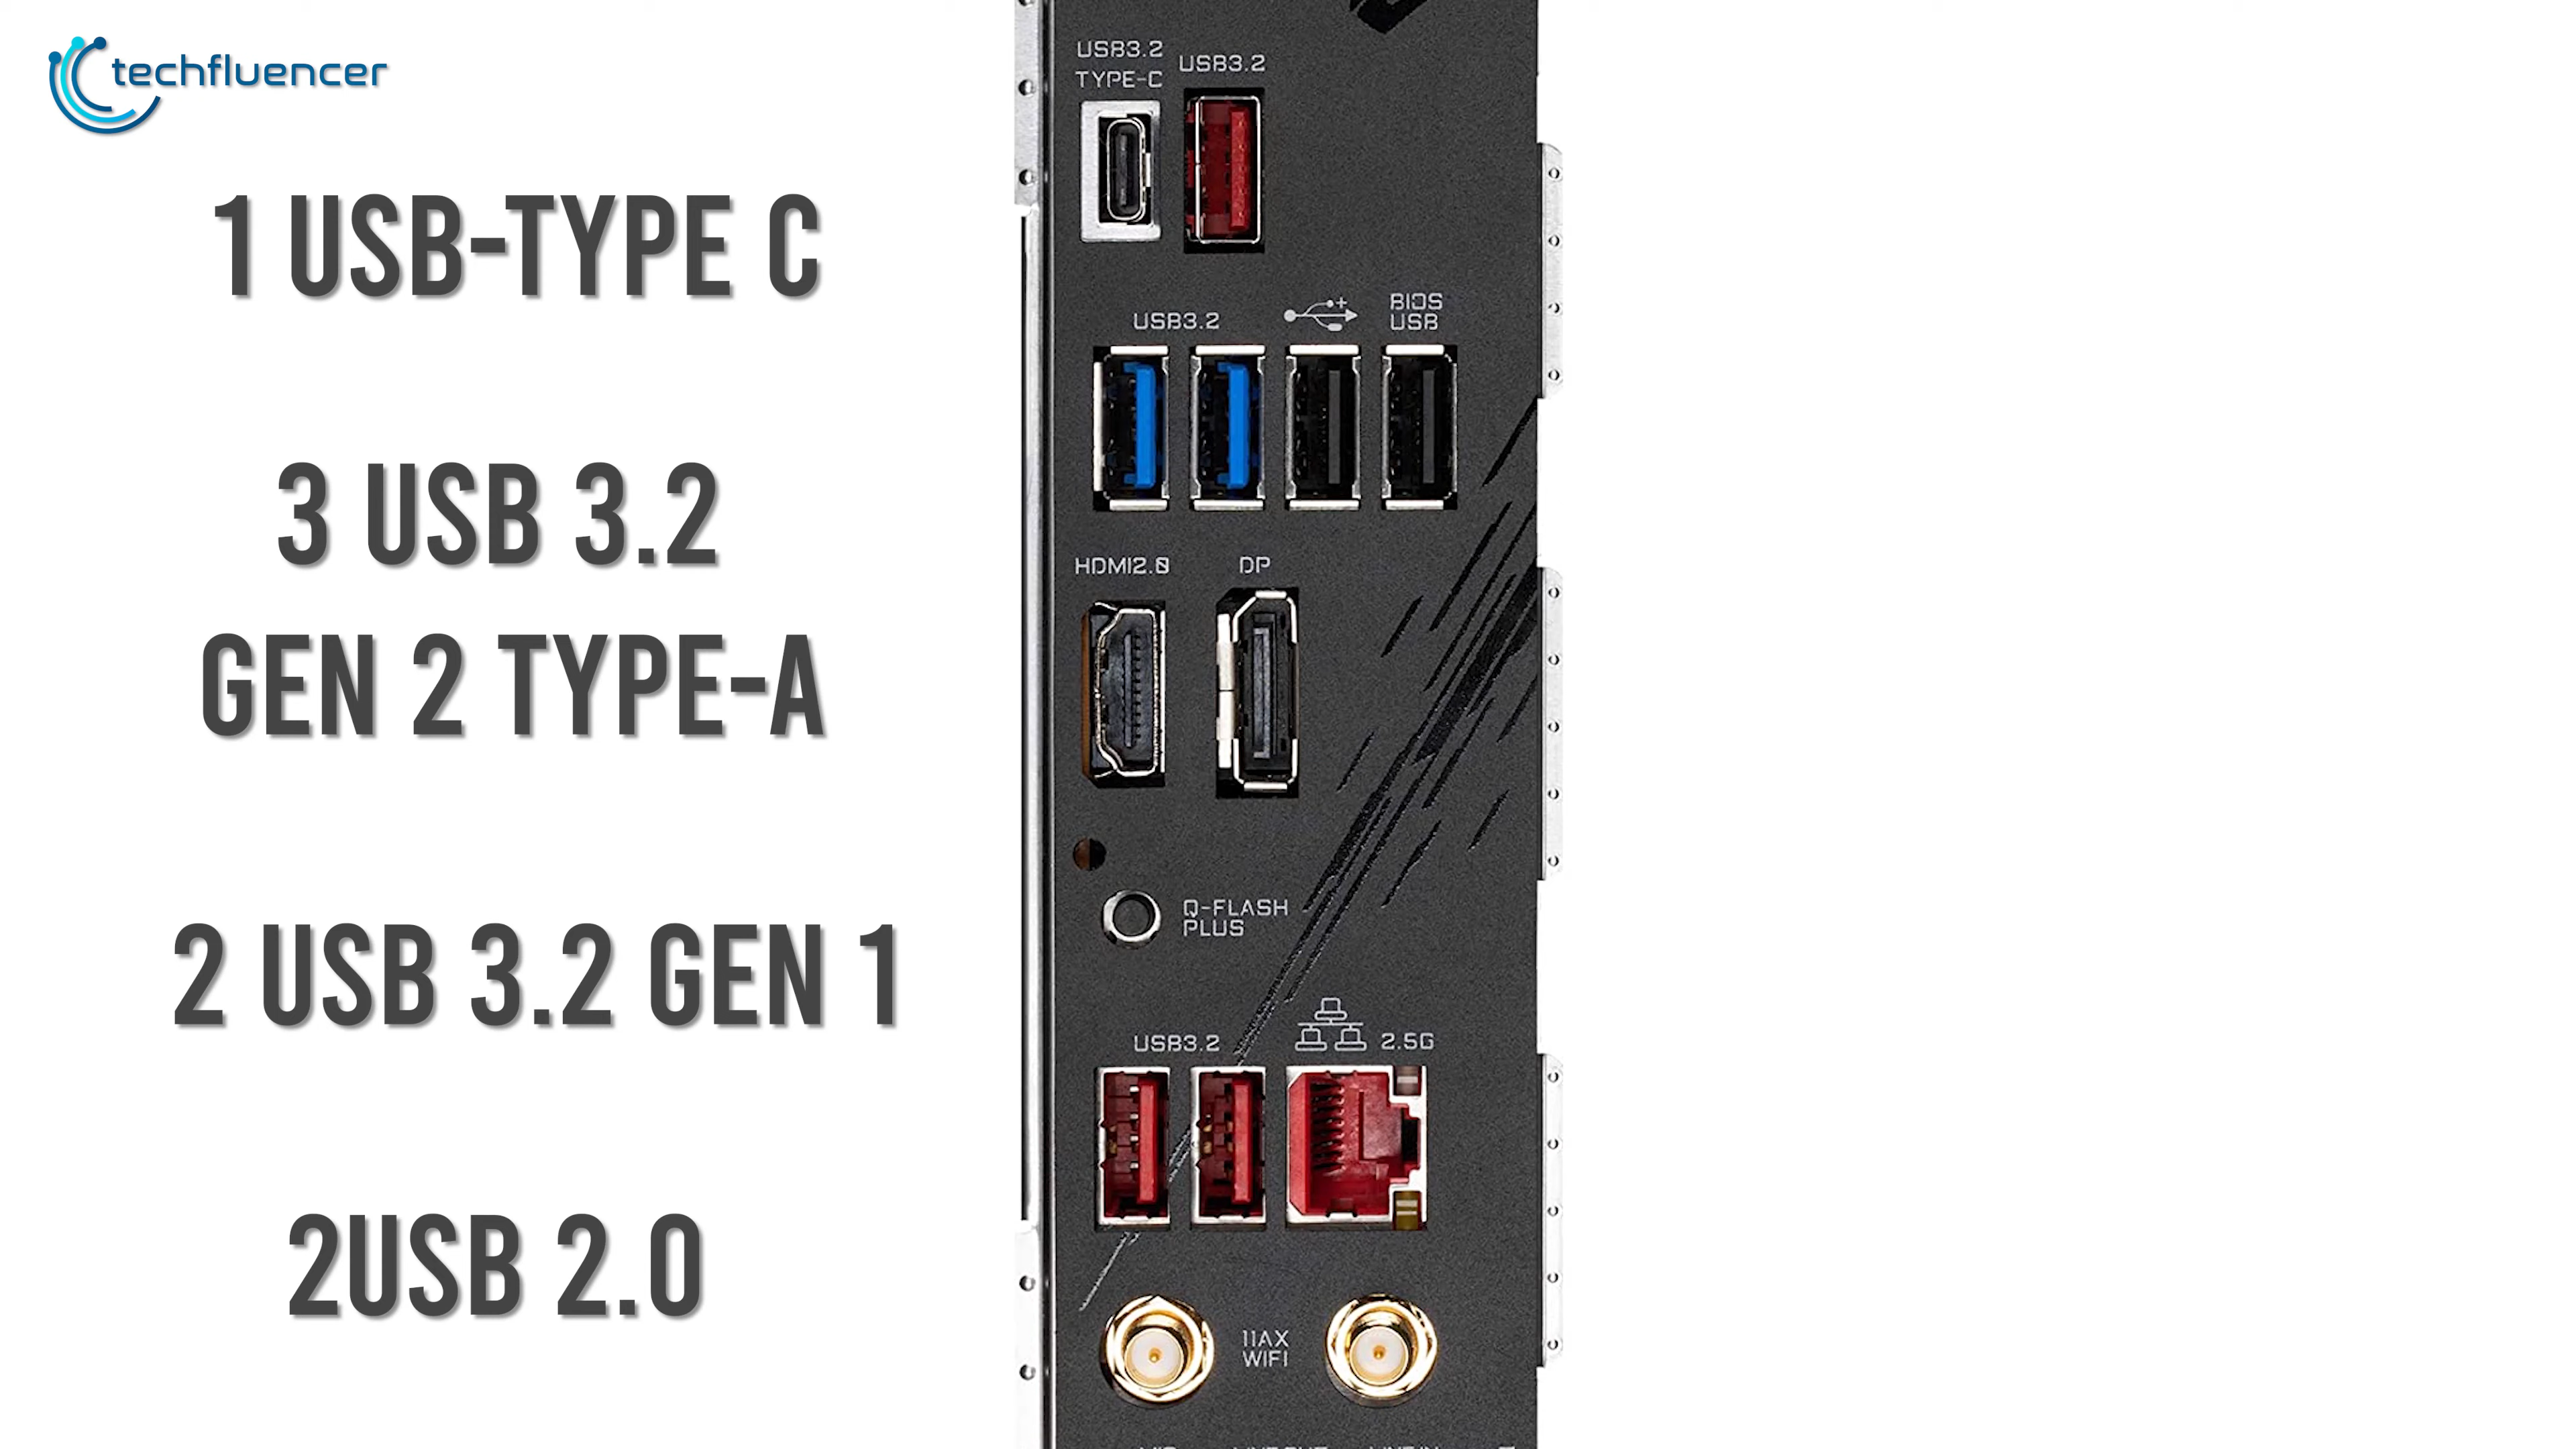 techfluencer
1 USB-TYPE C
3 USB 3.2
GEN 2 TYPE-A
2 USB 3.2 GEN 1
2USB 2.0
USB3.2
TYPE-C
USB3.2
USB3.2
BIOS
USB
HDMI2.0
DP
Q-FLASH
PLUS
USB3.2
2.5G
11AX
WIFI